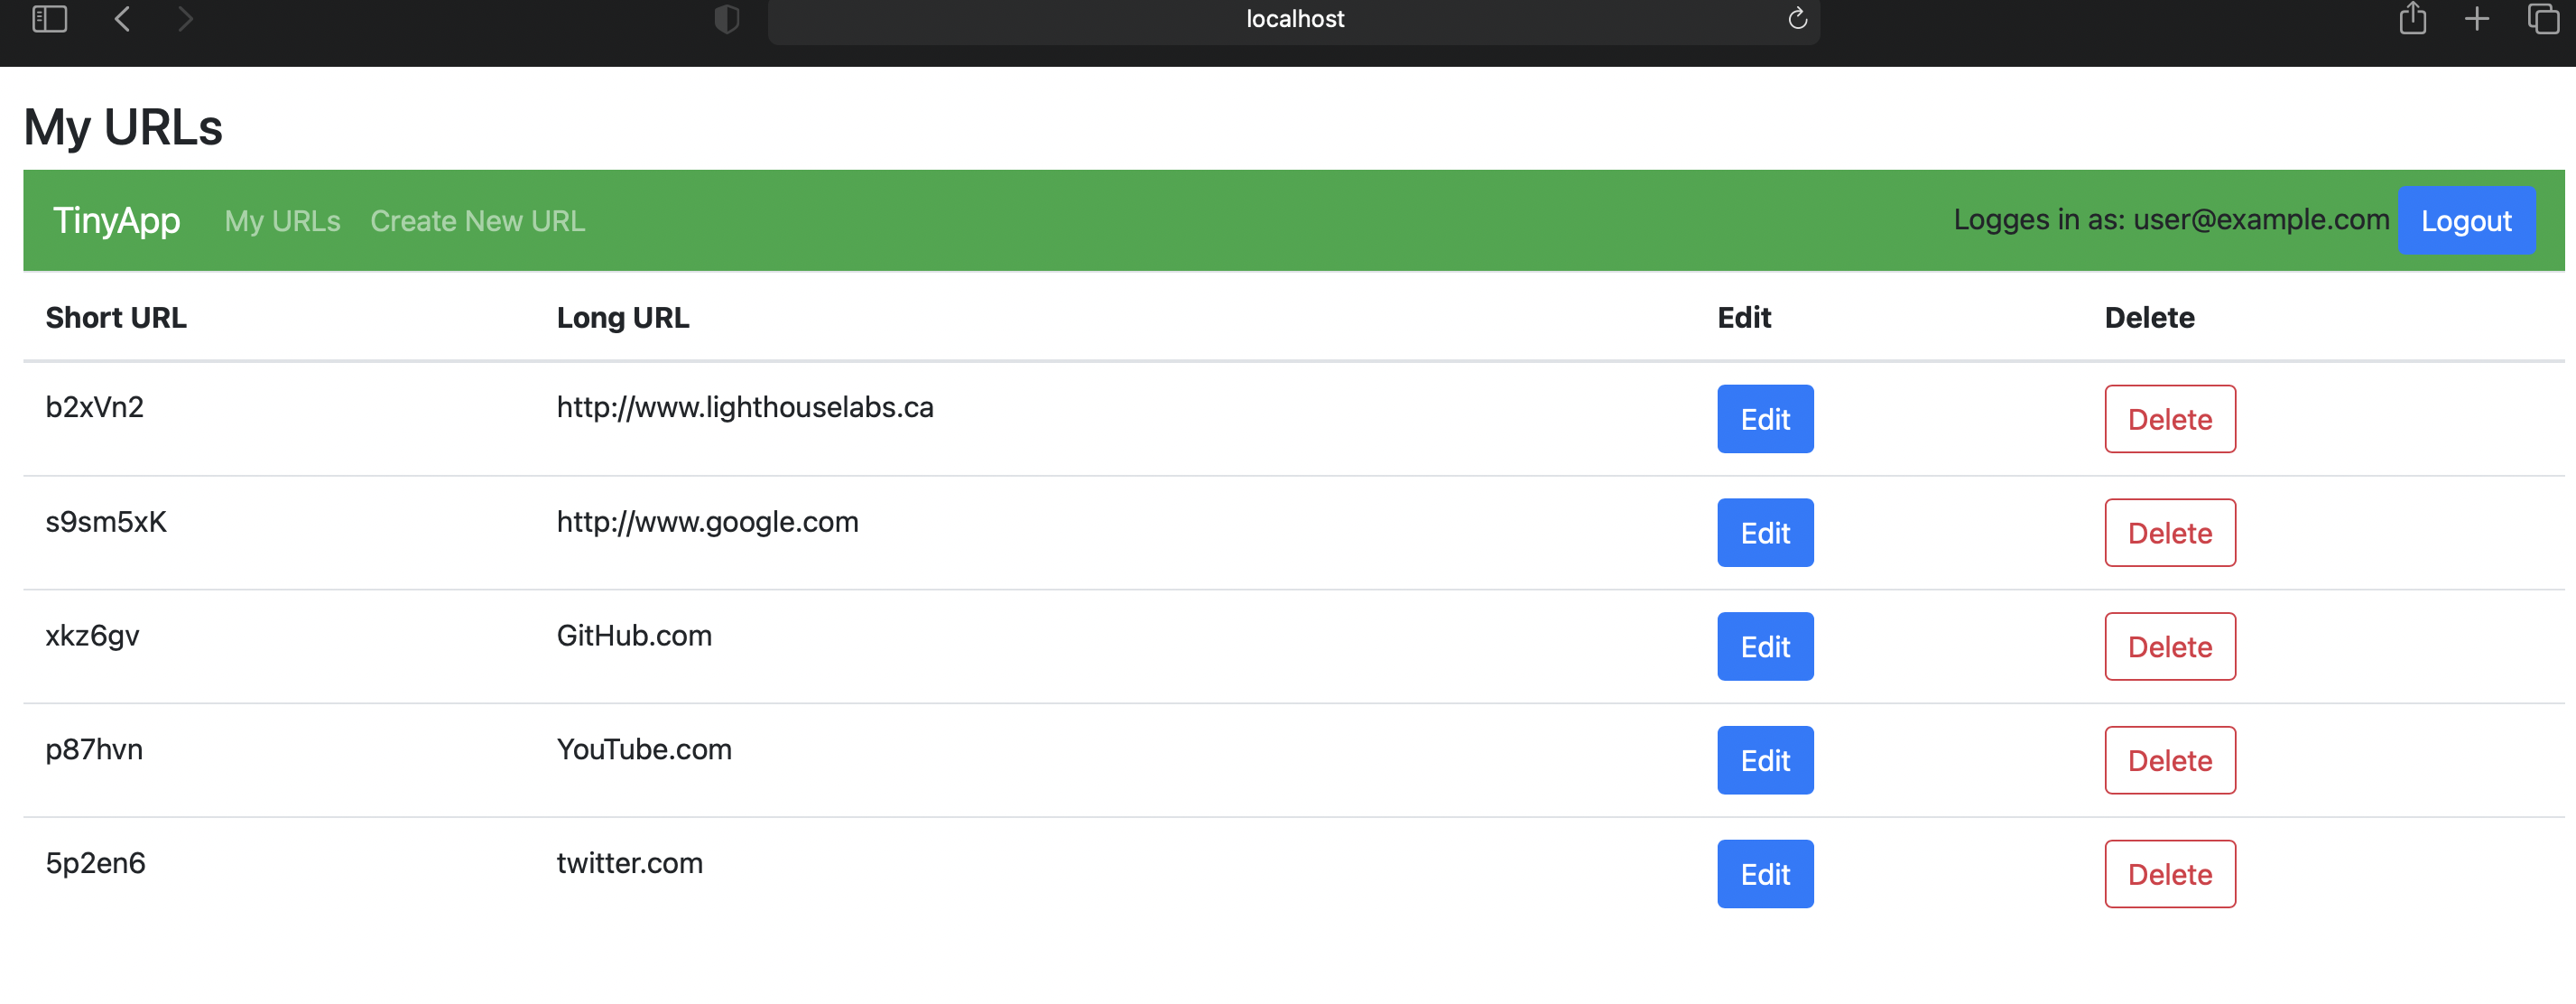 localhost
My URLs
TinyApp My URLs Create New URL Logges in as: user@example.com Logout
Short URL Long URL Edit Delete
b2xVn2 http://www.lighthouselabs.ca Edit Delete
s9sm5xK http://www.google.com Edit Delete
xkz6gv GitHub.com Edit Delete
p87hvn YouTube.com Edit Delete
5p2en6 twitter.com Edit Delete